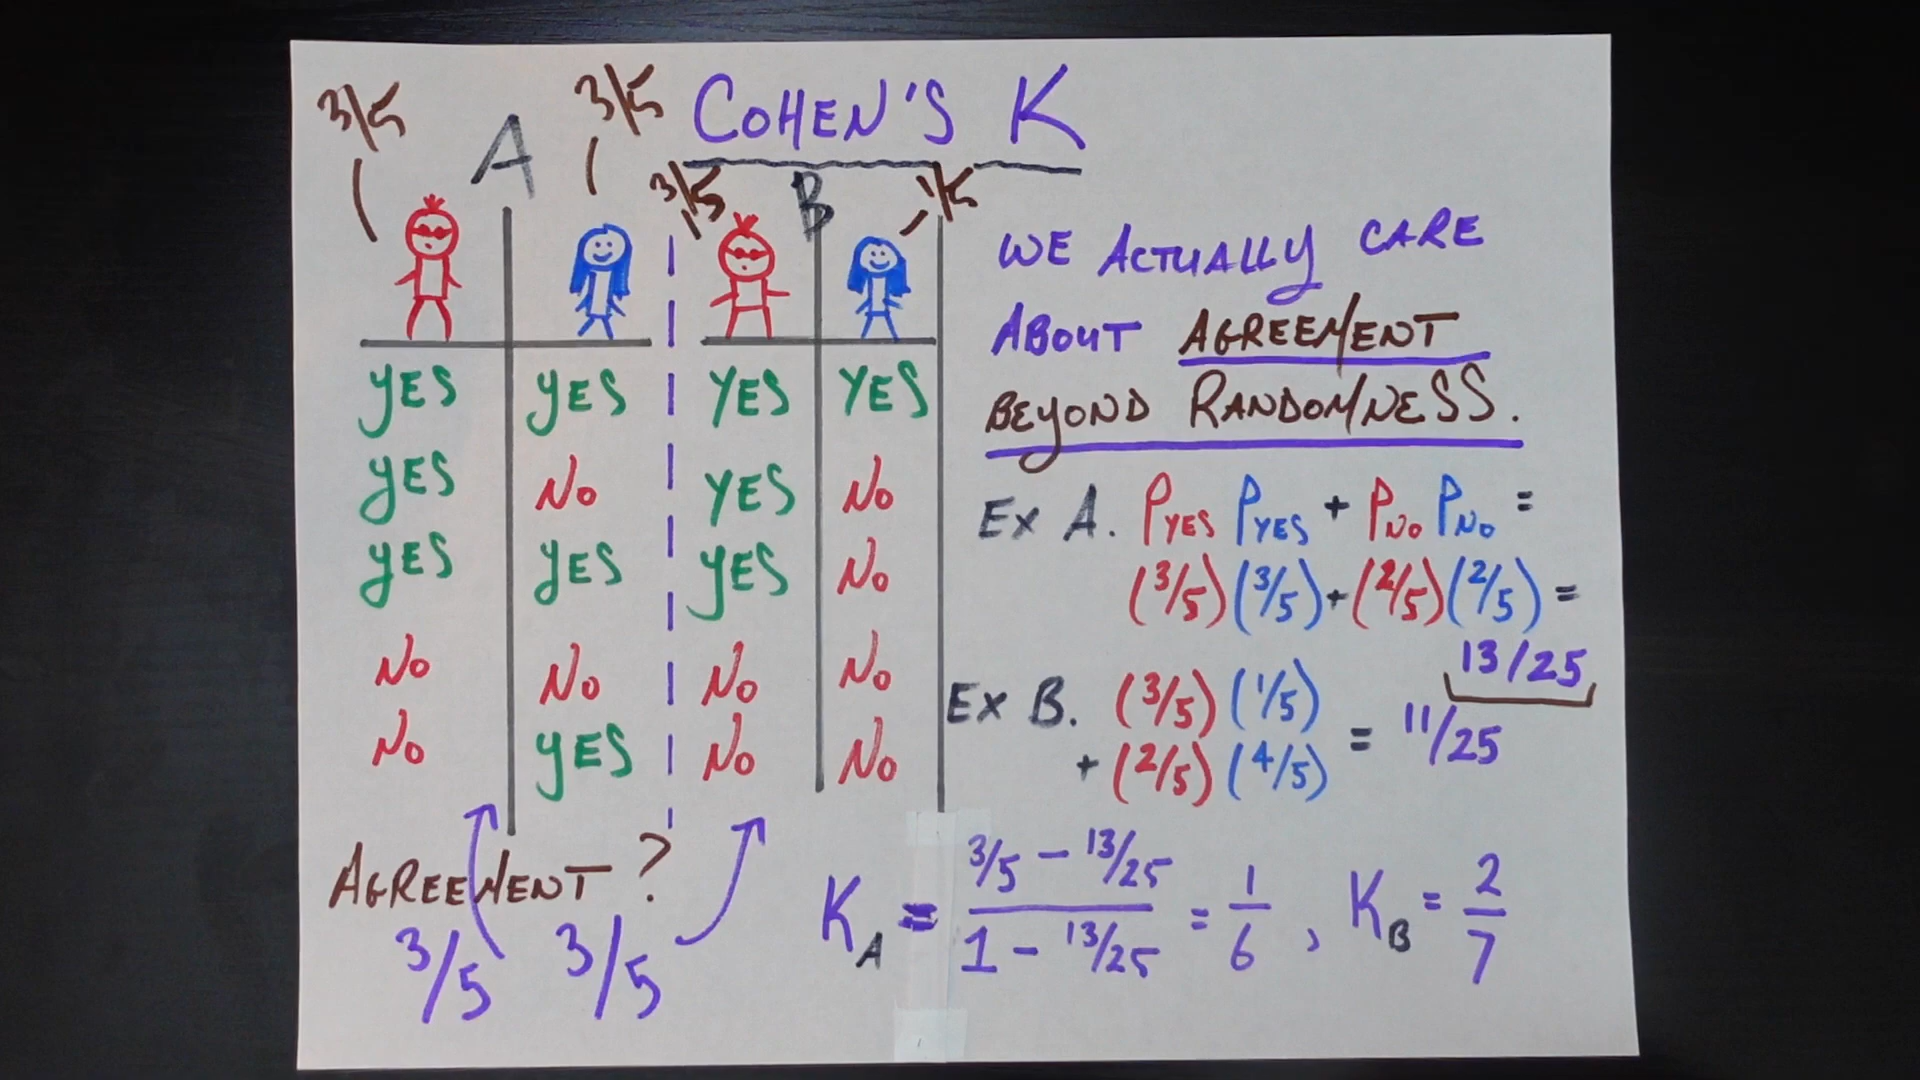 COHEN'S K
3/5
A
3/5
3/5
B
1/5
YES YES YES YES
YES NO YES NO
YES YES YES NO
NO NO NO NO
NO YES NO NO
AGREEMENT?
3/5 3/5
WE ACTUALLY CARE
ABOUT AGREEMENT
BEYOND RANDOMNESS.
EX A. PYES PYES + PNO PNO =
(3/5)(3/5)+(2/5)(2/5) =
13/25
EX B. (3/5)(1/5)
+(2/5)(4/5) = 11/25
KA = 3/5 - 13/25 / 1 - 13/25 = 1/6, KB = 2/7